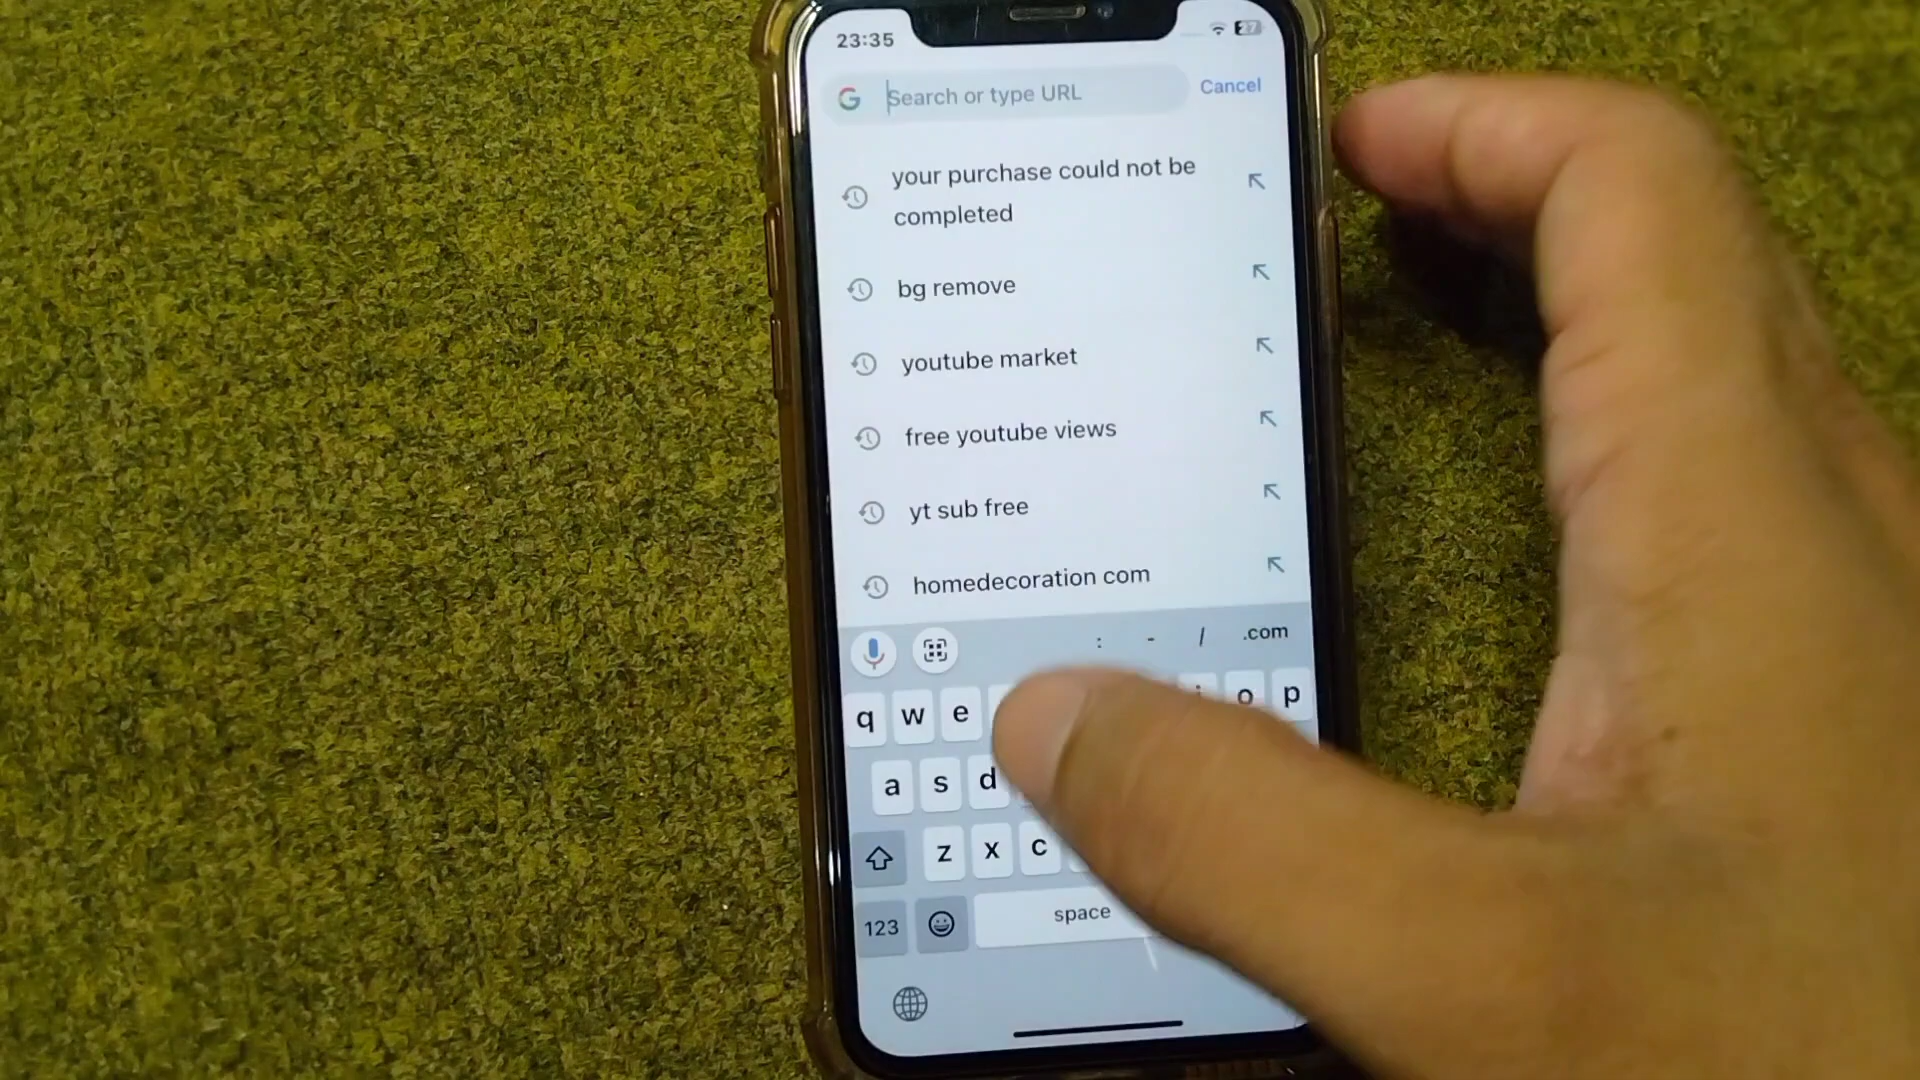 23:35
27
G Search or type URL Cancel
your purchase could not be
completed
bg remove
youtube market
free youtube views
yt sub free
homedecoration com
: - / .com
q w e o p
a s d
z x c
123 space